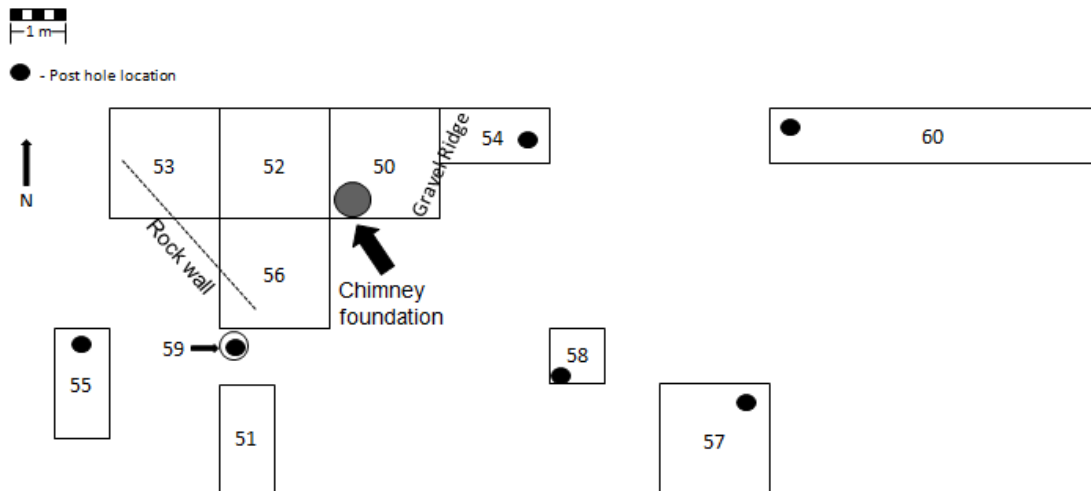 1 m
- Post hole location
N
53
52
50
Gravel Ridge
54
60
Rock wall
56
Chimney
foundation
59
58
55
51
57